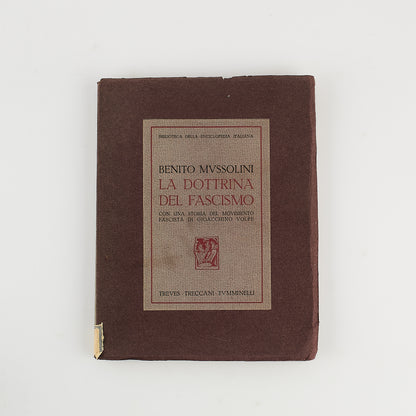 BIBLIOTECA DELLA ENCICLOPEDIA ITALIANA
BENITO MVSSOLINI
LA DOTTRINA
DEL FASCISMO
CON UNA STORIA DEL MOVIMENTO
FASCISTA DI GIOACCHINO VOLPE
TREVES · TRECCANI · TVMMINELLI